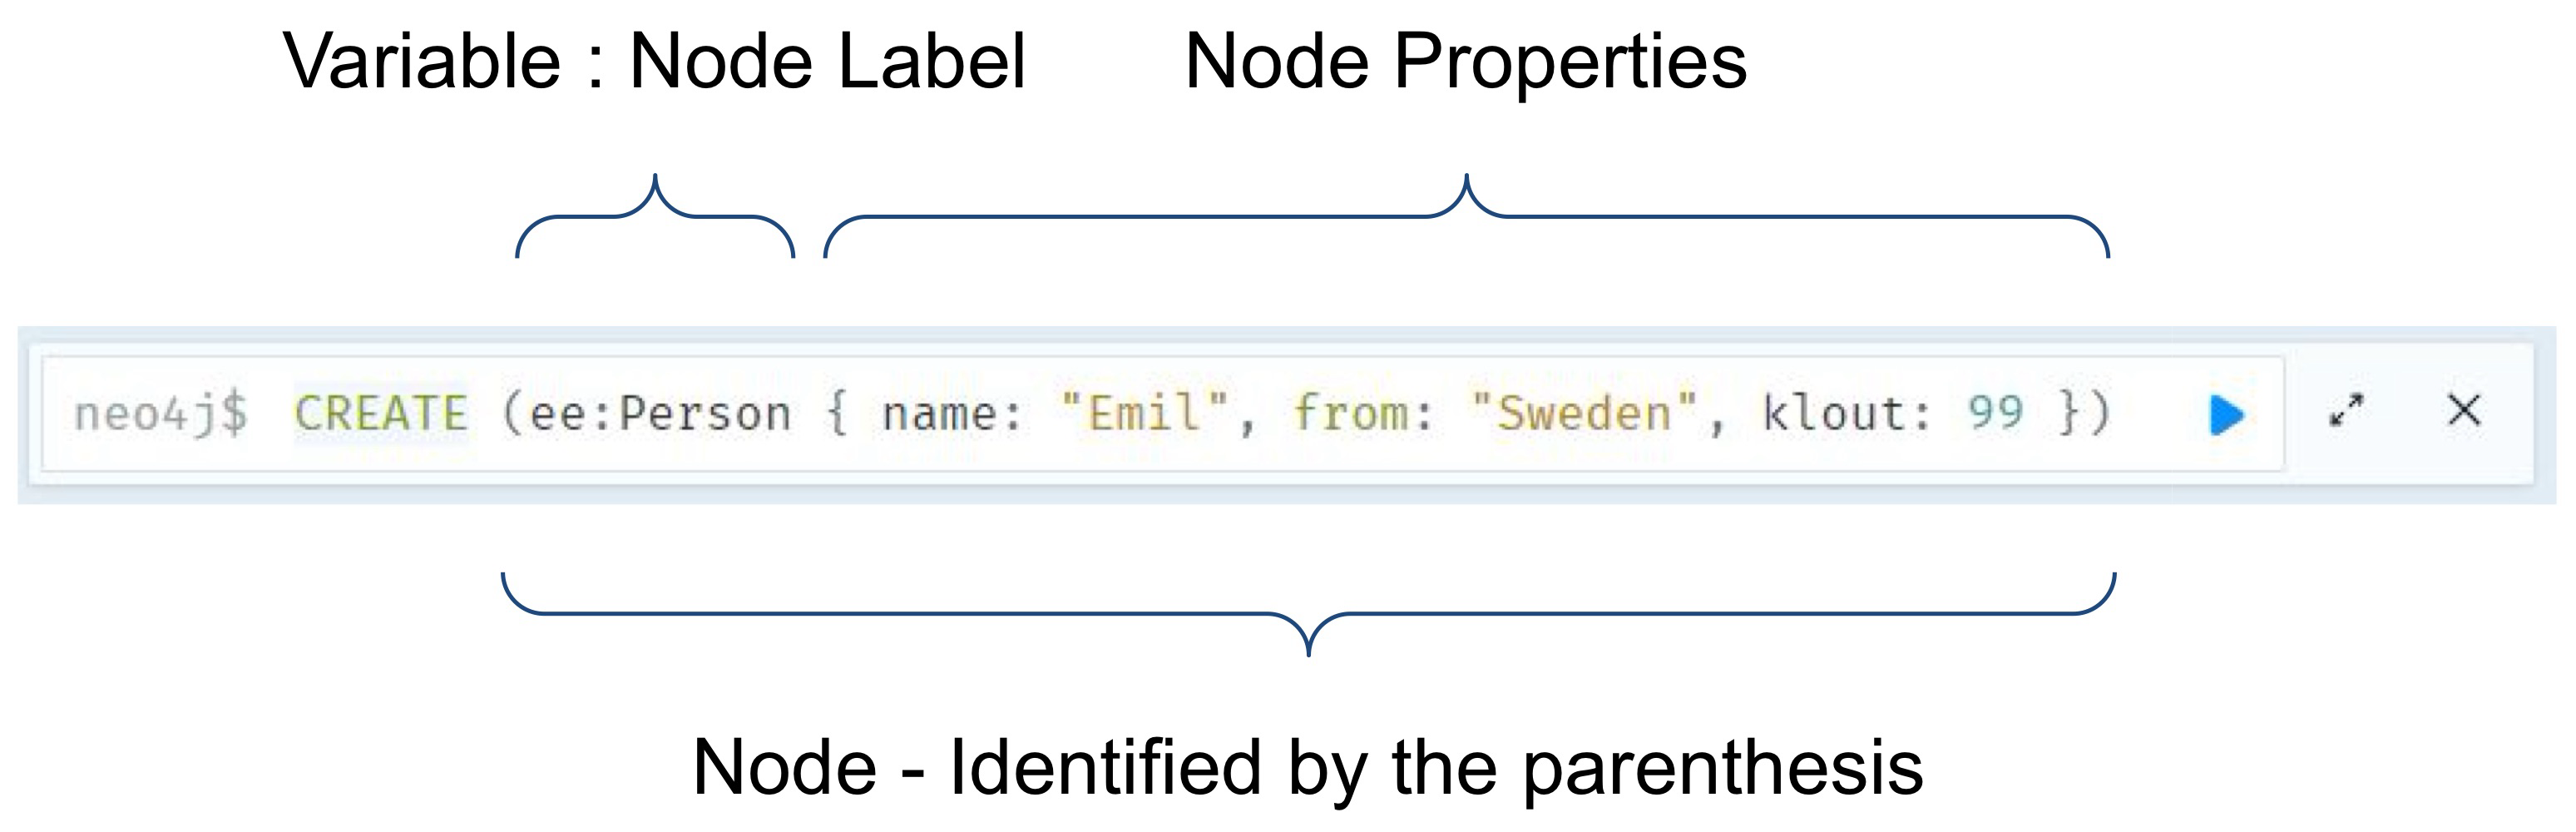 Variable : Node Label Node Properties
neo4j$ CREATE (ee:Person { name: "Emil", from: "Sweden", klout: 99 })
Node - Identified by the parenthesis